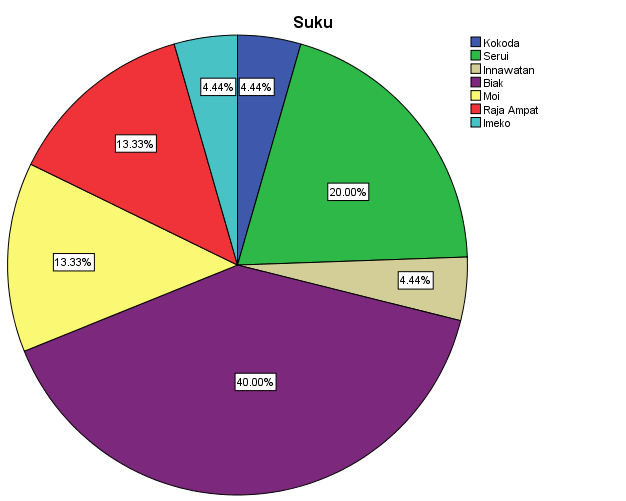 Suku
Kokoda
Serui
Innawatan
Biak
Moi
Raja Ampat
Imeko
4.44%
4.44%
13.33%
20.00%
13.33%
4.44%
40.00%